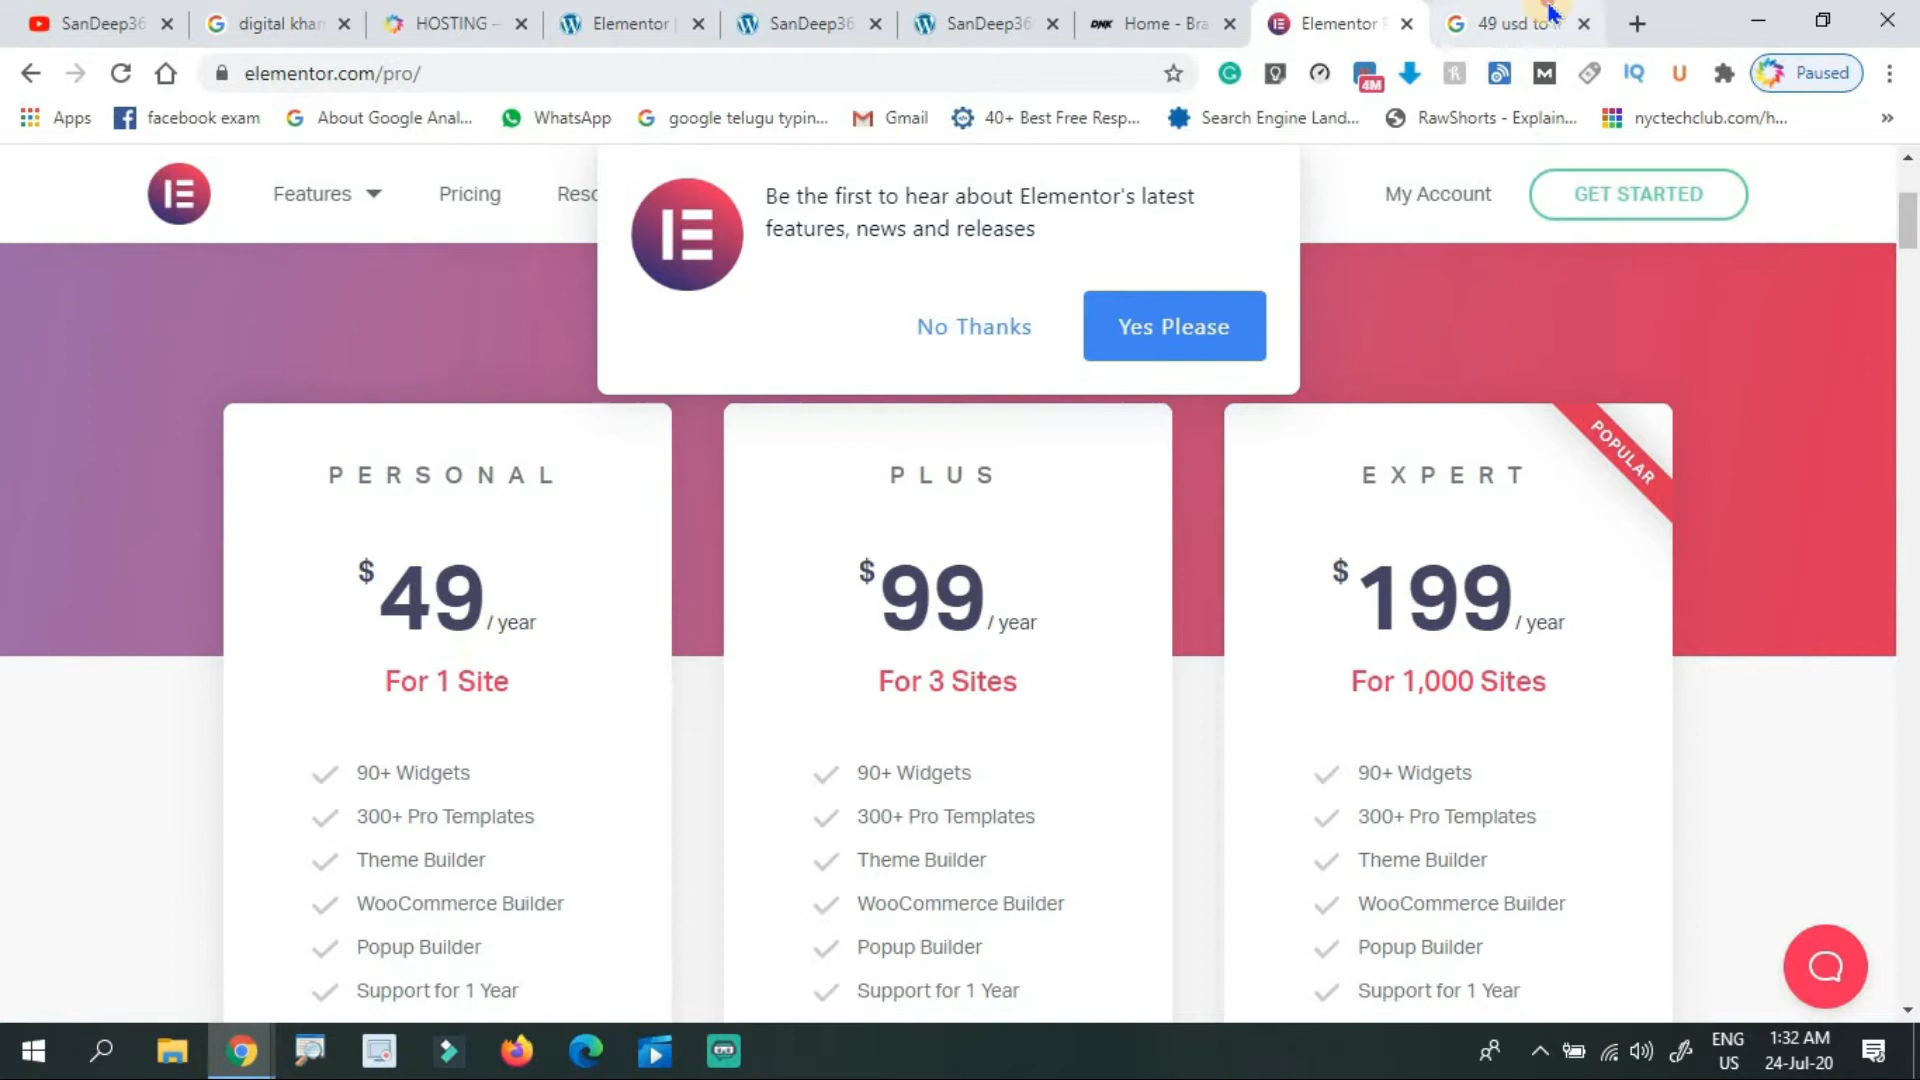 SanDeep36
digital khan
HOSTING –
Elementor
SanDeep36
SanDeep36
DNK Home - Bra
Elementor
49 usd to
elementor.com/pro/
4M
IQ
Paused
Apps
facebook exam
About Google Anal...
WhatsApp
google telugu typin...
Gmail
40+ Best Free Resp...
Search Engine Land...
RawShorts - Explain...
nyctechclub.com/h...
»
Features
Pricing
Be the first to hear about Elementor's latest
features, news and releases
No Thanks
Yes Please
My Account
GET STARTED
PERSONAL
$49/ year
For 1 Site
90+ Widgets
300+ Pro Templates
Theme Builder
WooCommerce Builder
Popup Builder
Support for 1 Year
PLUS
$99/ year
For 3 Sites
90+ Widgets
300+ Pro Templates
Theme Builder
WooCommerce Builder
Popup Builder
Support for 1 Year
POPULAR
EXPERT
$199/ year
For 1,000 Sites
90+ Widgets
300+ Pro Templates
Theme Builder
WooCommerce Builder
Popup Builder
Support for 1 Year
ENG
US
1:32 AM
24-Jul-20